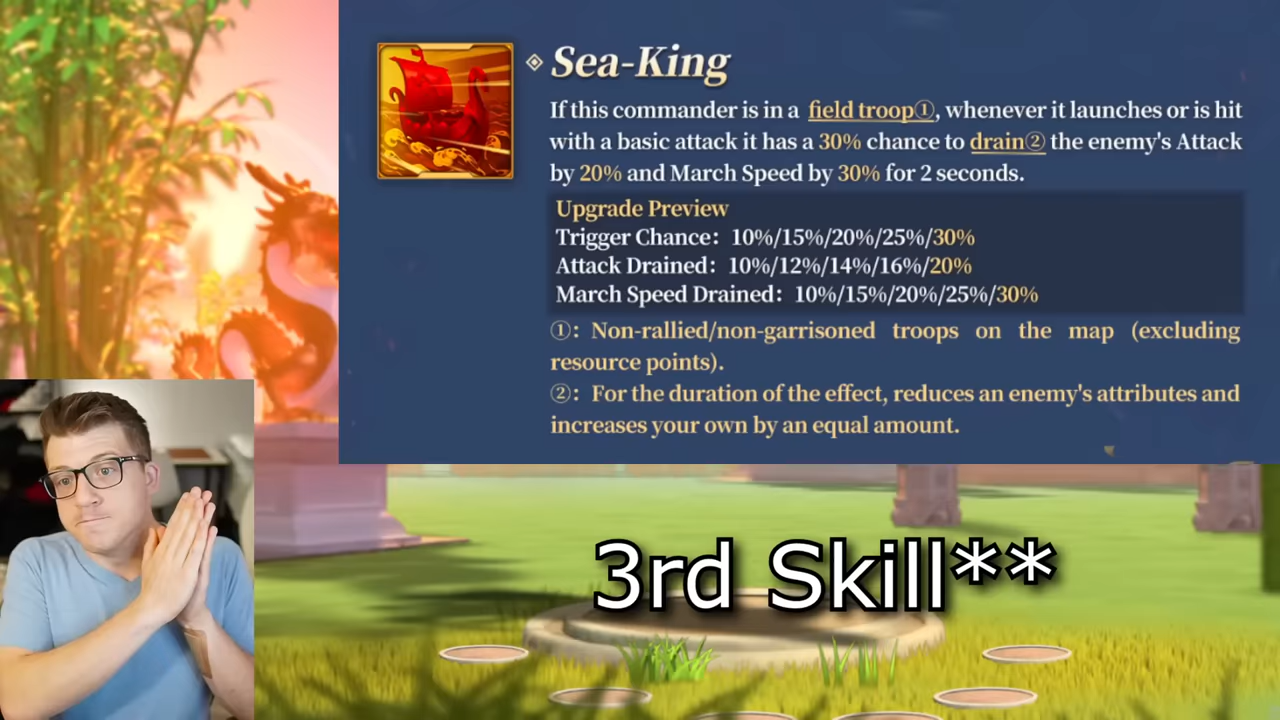 Sea-King
If this commander is in a field troop①, whenever it launches or is hit
with a basic attack it has a 30% chance to drain② the enemy's Attack
by 20% and March Speed by 30% for 2 seconds.
Upgrade Preview
Trigger Chance: 10%/15%/20%/25%/30%
Attack Drained: 10%/12%/14%/16%/20%
March Speed Drained: 10%/15%/20%/25%/30%
①: Non-rallied/non-garrisoned troops on the map (excluding
resource points).
②: For the duration of the effect, reduces an enemy's attributes and
increases your own by an equal amount.
3rd Skill**